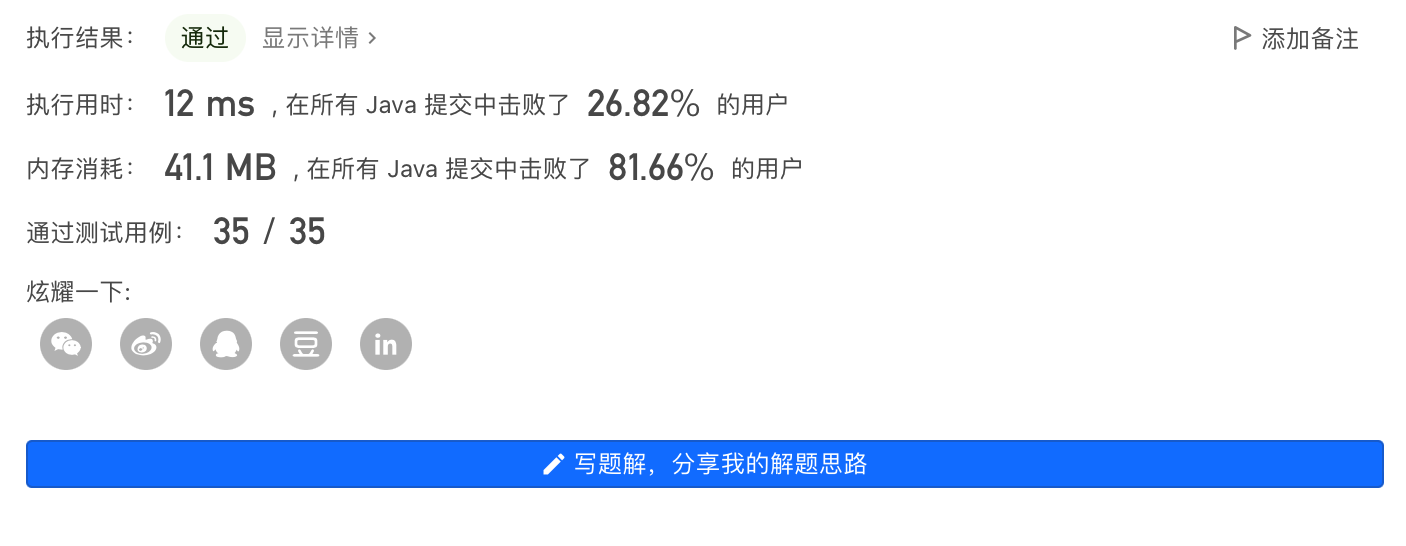 执行结果： 通过 显示详情 › 添加备注
执行用时： 12 ms , 在所有 Java 提交中击败了 26.82% 的用户
内存消耗： 41.1 MB , 在所有 Java 提交中击败了 81.66% 的用户
通过测试用例： 35 / 35
炫耀一下:
豆 in
写题解，分享我的解题思路